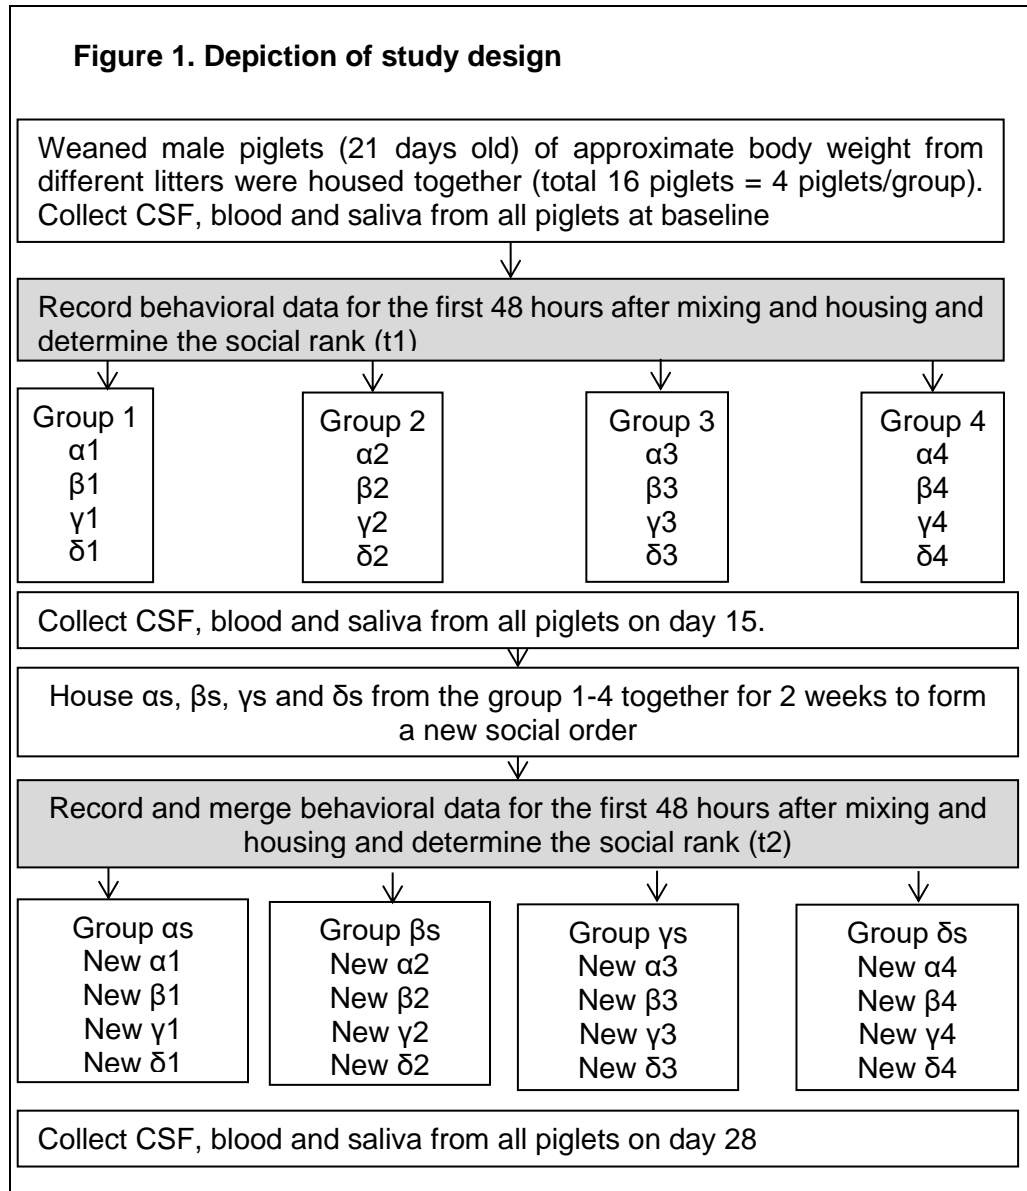 Figure 1. Depiction of study design
Weaned male piglets (21 days old) of approximate body weight from
different litters were housed together (total 16 piglets = 4 piglets/group).
Collect CSF, blood and saliva from all piglets at baseline
Record behavioral data for the first 48 hours after mixing and housing and
determine the social rank (t1)
Group 1
α1
β1
γ1
δ1
Group 2
α2
β2
γ2
δ2
Group 3
α3
β3
γ3
δ3
Group 4
α4
β4
γ4
δ4
Collect CSF, blood and saliva from all piglets on day 15.
House αs, βs, γs and δs from the group 1-4 together for 2 weeks to form
a new social order
Record and merge behavioral data for the first 48 hours after mixing and
housing and determine the social rank (t2)
Group αs
New α1
New β1
New γ1
New δ1
Group βs
New α2
New β2
New γ2
New δ2
Group γs
New α3
New β3
New γ3
New δ3
Group δs
New α4
New β4
New γ4
New δ4
Collect CSF, blood and saliva from all piglets on day 28